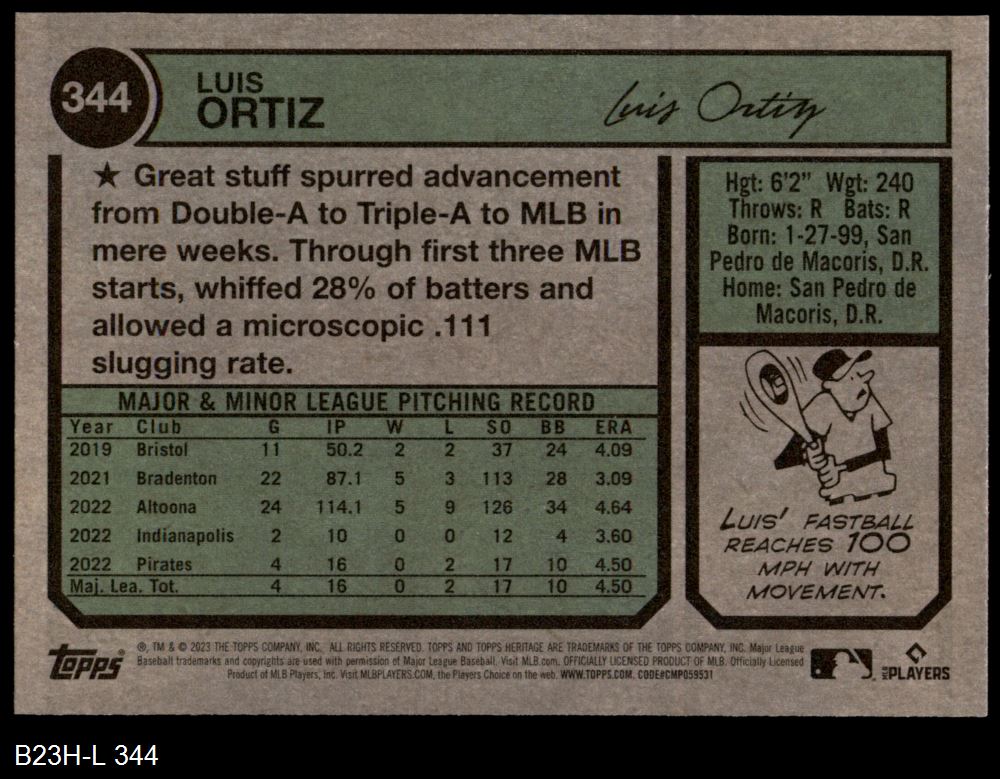 344
LUIS
ORTIZ
Luis Ortiz
★ Great stuff spurred advancement
from Double-A to Triple-A to MLB in
mere weeks. Through first three MLB
starts, whiffed 28% of batters and
allowed a microscopic .111
slugging rate.
Hgt: 6'2" Wgt: 240
Throws: R Bats: R
Born: 1-27-99, San
Pedro de Macoris, D.R.
Home: San Pedro de
Macoris, D.R.
MAJOR & MINOR LEAGUE PITCHING RECORD
Year Club G IP W L SO BB ERA
2019 Bristol 11 50.2 2 2 37 24 4.09
2021 Bradenton 22 87.1 5 3 113 28 3.09
2022 Altoona 24 114.1 5 9 126 34 4.64
2022 Indianapolis 2 10 0 0 12 4 3.60
2022 Pirates 4 16 0 2 17 10 4.50
Maj. Lea. Tot. 4 16 0 2 17 10 4.50
LUIS' FASTBALL
REACHES 100
MPH WITH
MOVEMENT.
Topps
®, TM & © 2023 THE TOPPS COMPANY, INC. ALL RIGHTS RESERVED. TOPPS AND TOPPS HERITAGE ARE TRADEMARKS OF THE TOPPS COMPANY, INC. Major League
Baseball trademarks and copyrights are used with permission of Major League Baseball. Visit MLB.com. OFFICIALLY LICENSED PRODUCT OF MLB. Officially Licensed
Product of MLB Players, Inc. Visit MLBPLAYERS.COM, the Players Choice on the web. WWW.TOPPS.COM. CODE#CMP059531
PLAYERS
B23H-L 344